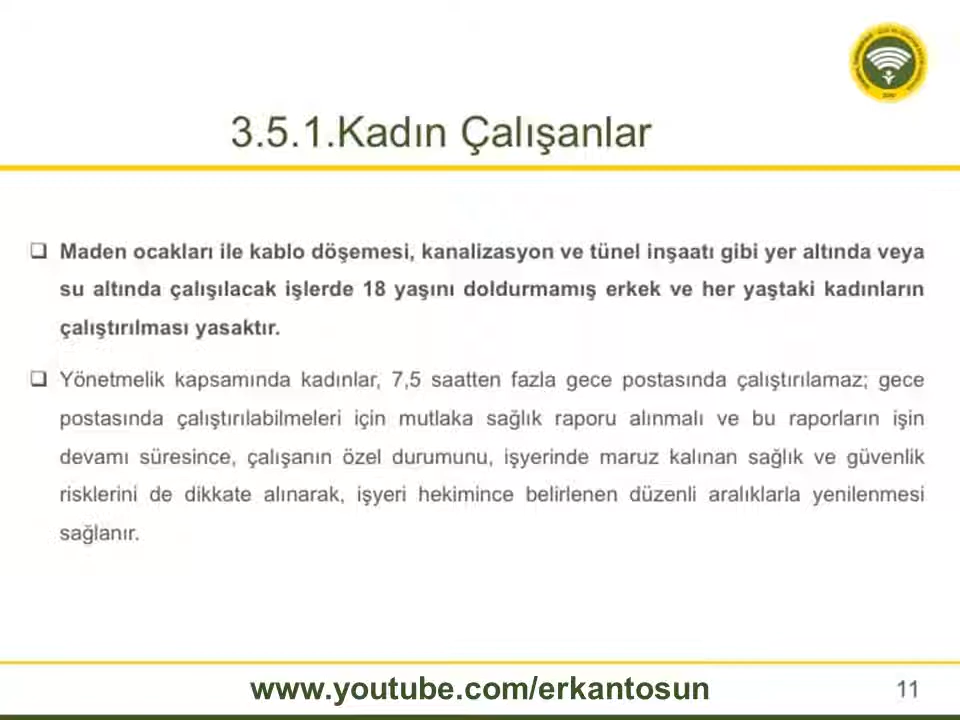 3.5.1.Kadın Çalışanlar
❑ Maden ocakları ile kablo döşemesi, kanalizasyon ve tünel inşaatı gibi yer altında veya
su altında çalışılacak işlerde 18 yaşını doldurmamış erkek ve her yaştaki kadınların
çalıştırılması yasaktır.
❑ Yönetmelik kapsamında kadınlar, 7,5 saatten fazla gece postasında çalıştırılamaz; gece
postasında çalıştırılabilmeleri için mutlaka sağlık raporu alınmalı ve bu raporların işin
devamı süresince, çalışanın özel durumunu, işyerinde maruz kalınan sağlık ve güvenlik
risklerini de dikkate alınarak, işyeri hekimince belirlenen düzenli aralıklarla yenilenmesi
sağlanır.
www.youtube.com/erkantosun
11